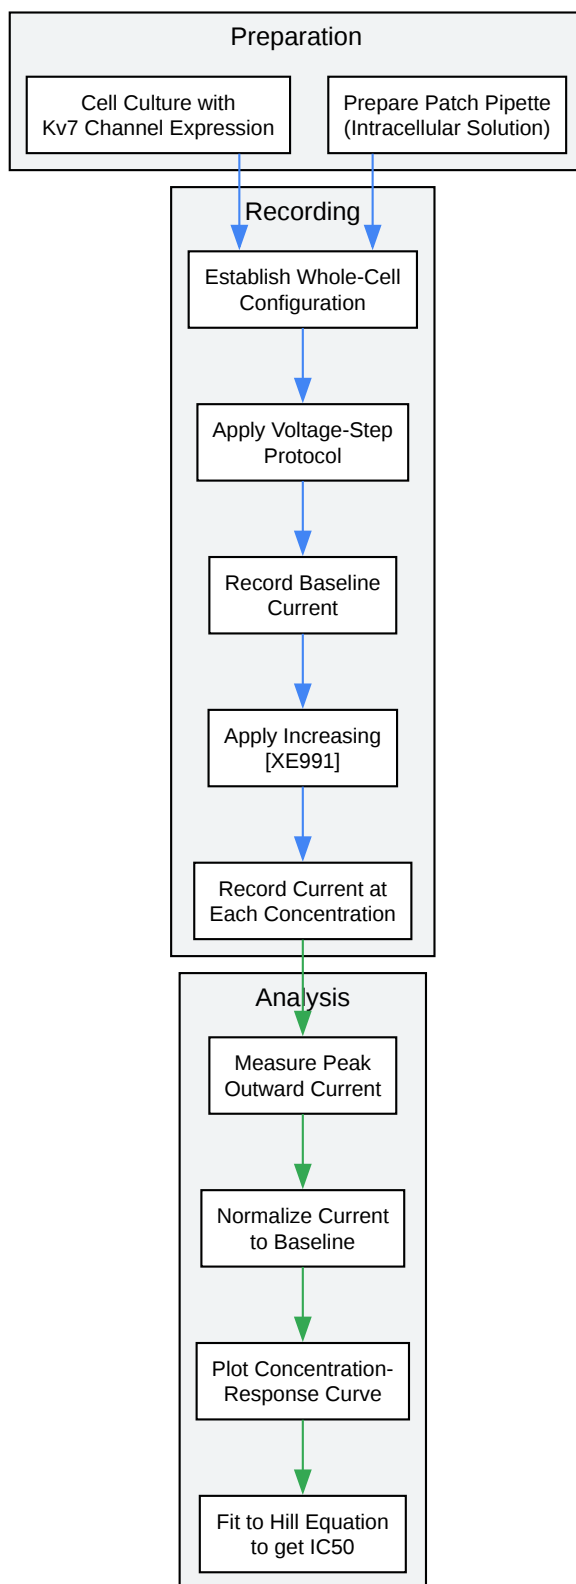 Preparation
Cell Culture with
Kv7 Channel Expression
Prepare Patch Pipette
(Intracellular Solution)
Recording
Establish Whole-Cell
Configuration
Apply Voltage-Step
Protocol
Record Baseline
Current
Apply Increasing
[XE991]
Record Current at
Each Concentration
Analysis
Measure Peak
Outward Current
Normalize Current
to Baseline
Plot Concentration-
Response Curve
Fit to Hill Equation
to get IC50